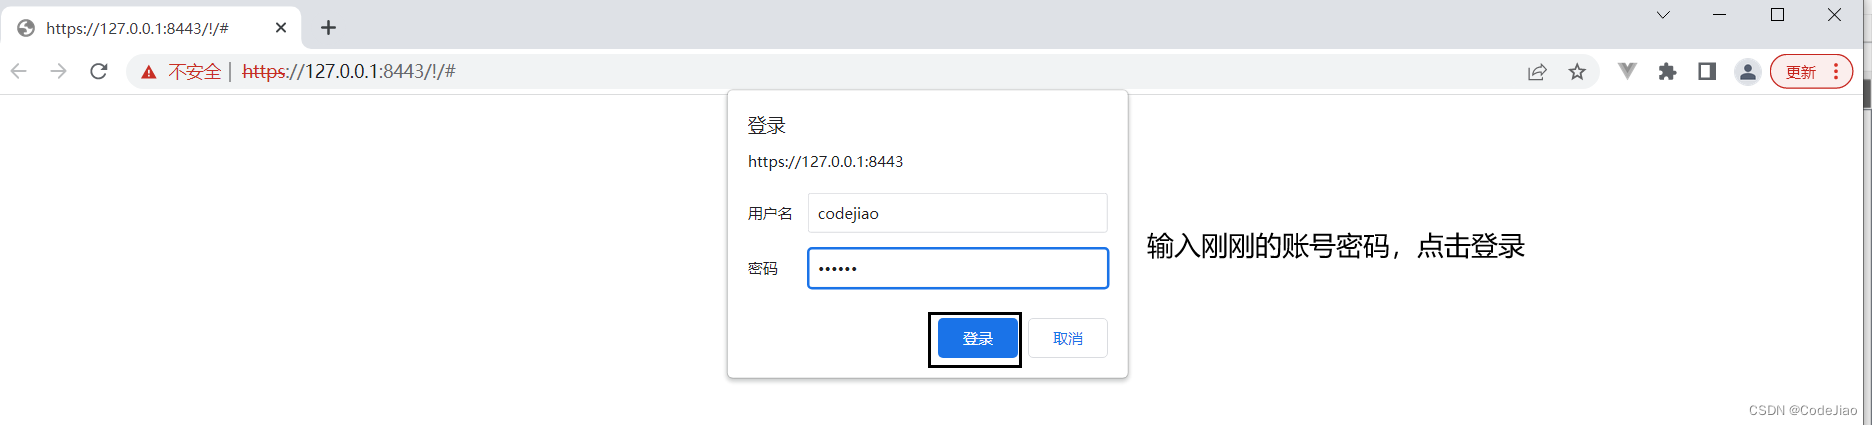 https://127.0.0.1:8443/!/#
不安全 | https://127.0.0.1:8443/!/#
更新
登录
https://127.0.0.1:8443
用户名 codejiao
密码 ••••••
输入刚刚的账号密码，点击登录
登录 取消
CSDN @CodeJiao